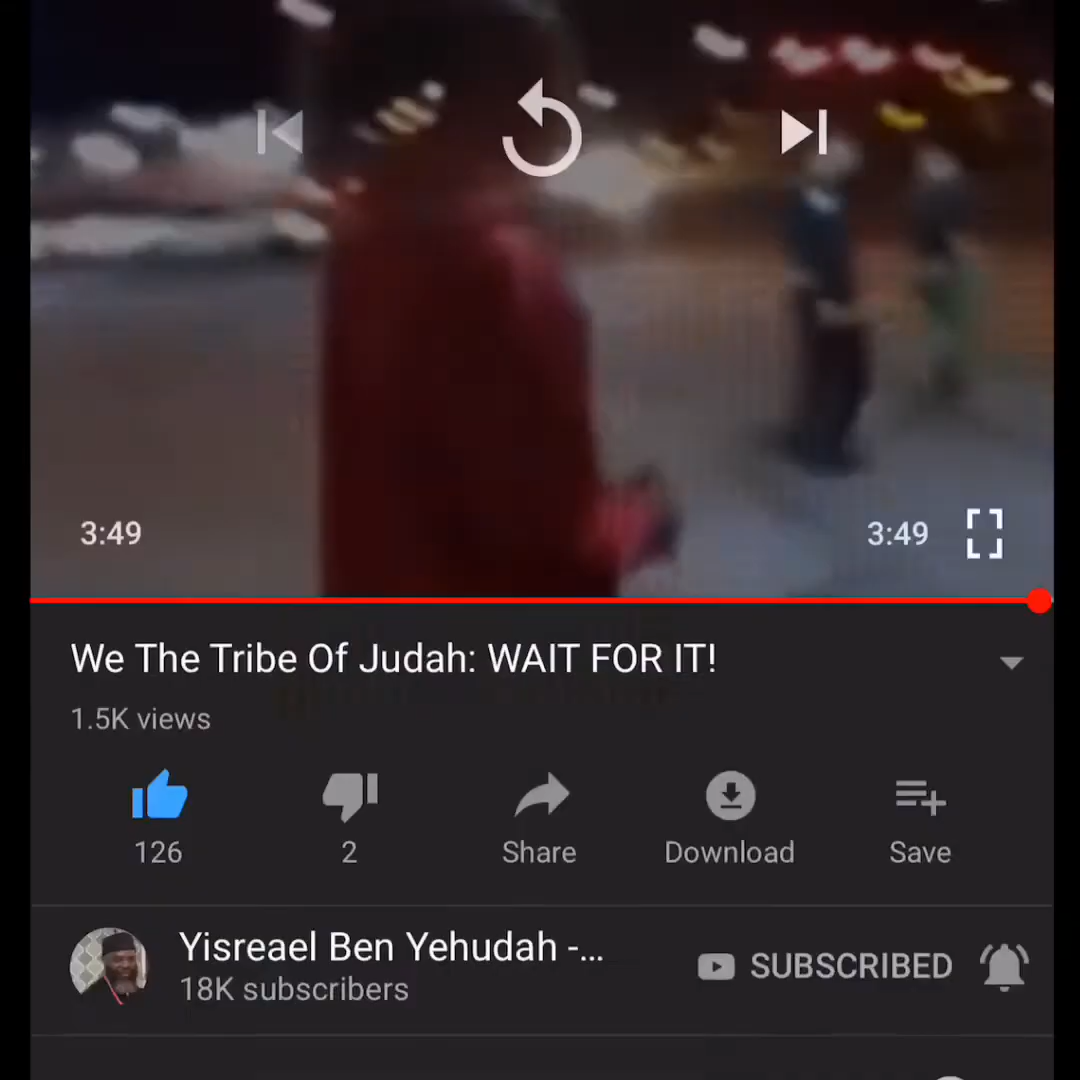 3:49
3:49
We The Tribe Of Judah: WAIT FOR IT!
1.5K views
126
2
Share
Download
Save
Yisreael Ben Yehudah -...
SUBSCRIBED
18K subscribers